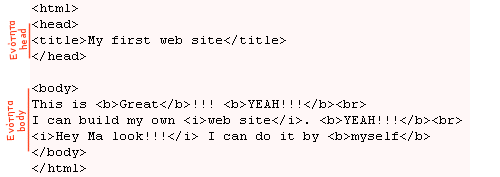 <html>
<head>
<title>My first web site</title>
</head>
Ενότητα
head
<body>
This is <b>Great</b>!!! <b>YEAH!!!</b><br>
I can build my own <i>web site</i>. <b>YEAH!!!</b><br>
<i>Hey Ma look!!!</i> I can do it by <b>myself</b>
</body>
Ενότητα
body
</html>